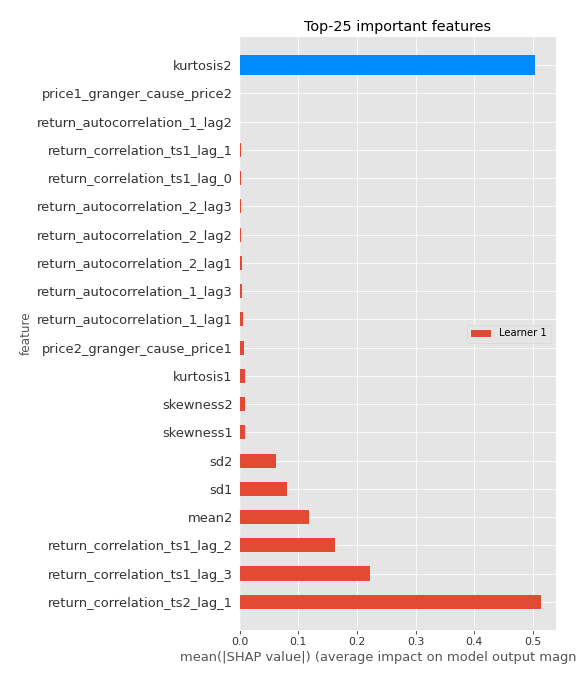 Top-25 important features
kurtosis2
price1_granger_cause_price2
return_autocorrelation_1_lag2
return_correlation_ts1_lag_1
return_correlation_ts1_lag_0
return_autocorrelation_2_lag3
return_autocorrelation_2_lag2
return_autocorrelation_2_lag1
return_autocorrelation_1_lag3
return_autocorrelation_1_lag1
price2_granger_cause_price1
kurtosis1
skewness2
skewness1
sd2
sd1
mean2
return_correlation_ts1_lag_2
return_correlation_ts1_lag_3
return_correlation_ts2_lag_1
feature
Learner 1
0.0 0.1 0.2 0.3 0.4 0.5
mean(|SHAP value|) (average impact on model output magn